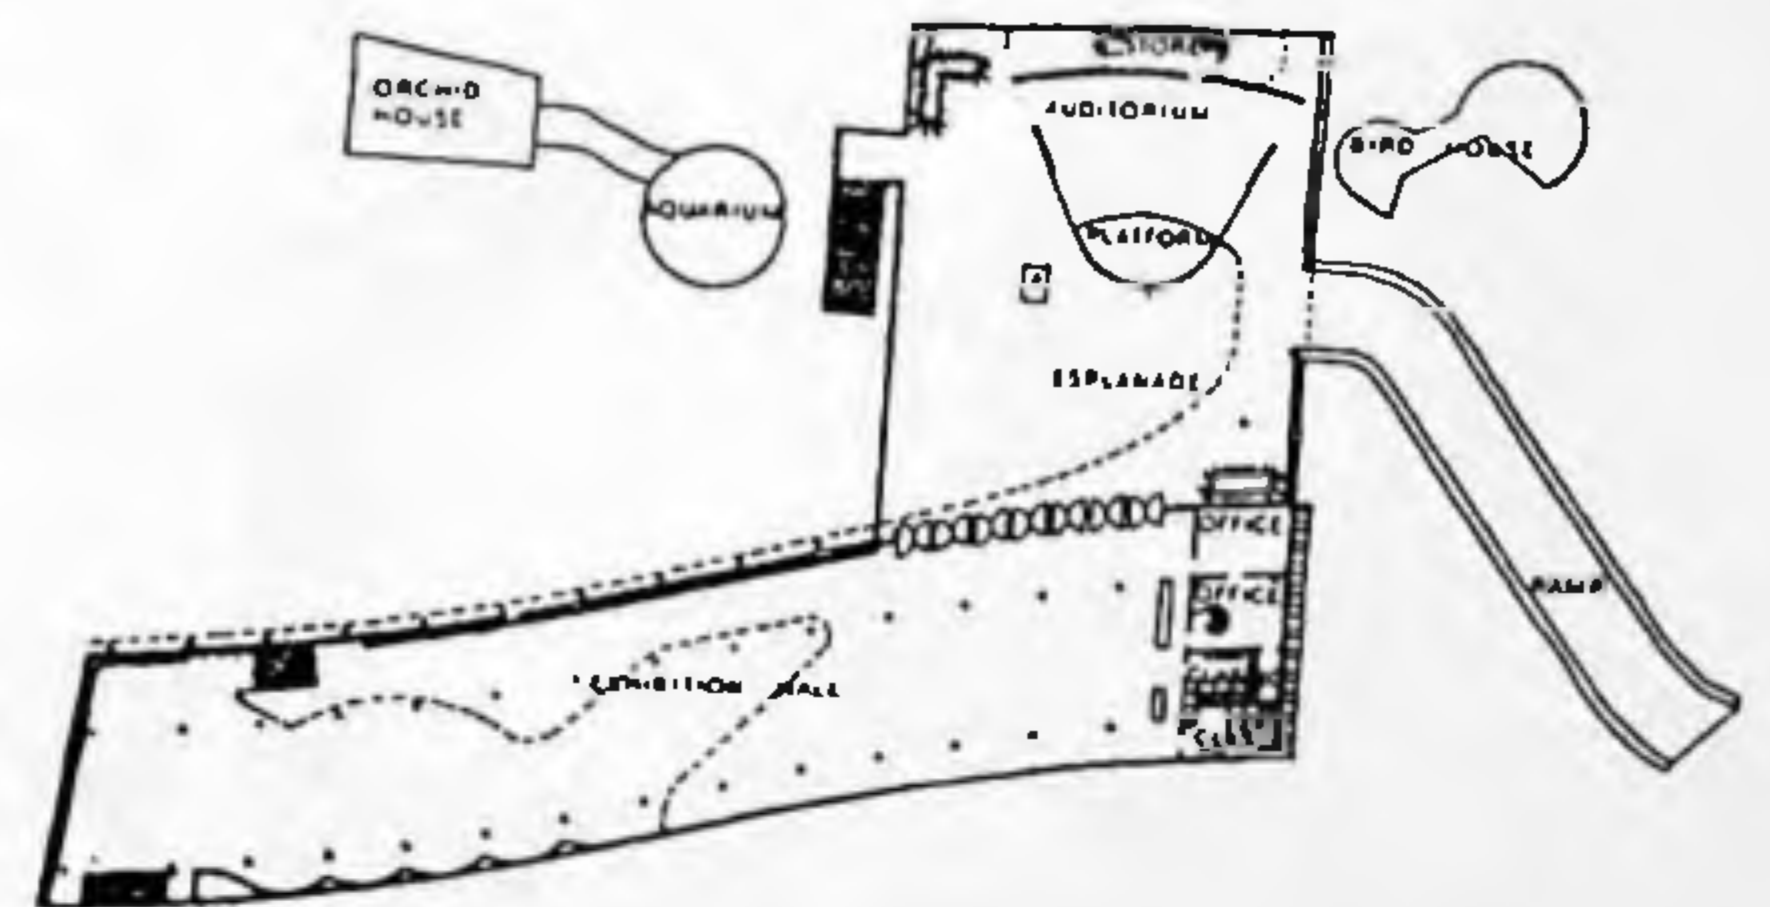 ORCHID
HOUSE
AQUARIUM
STORE
AUDITORIUM
PLATFORM
BIRD HOUSE
ESPLANADE
OFFICE
OFFICE
EXHIBITION HALL
RAMP